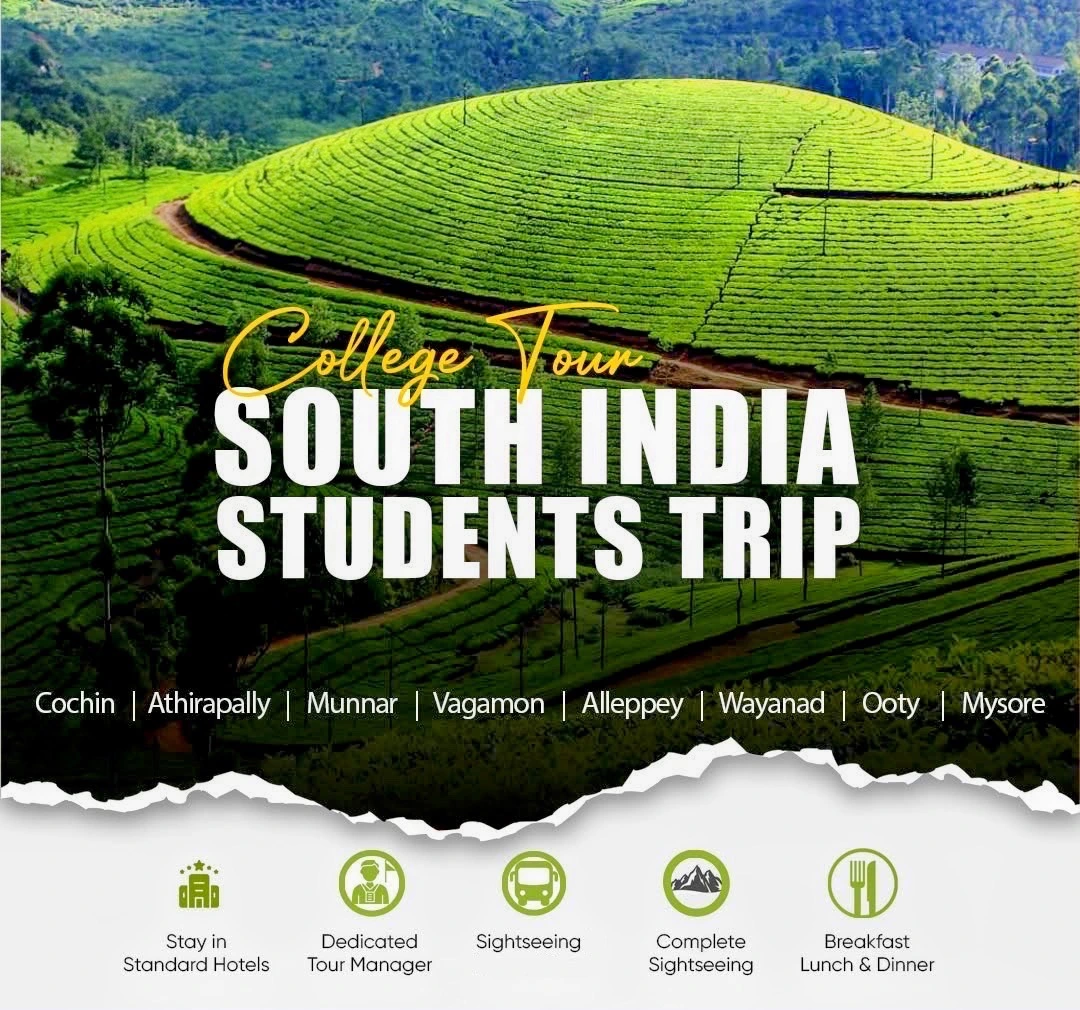 College Tour
SOUTH INDIA
STUDENTS TRIP
Cochin | Athirapally | Munnar | Vagamon | Alleppey | Wayanad | Ooty | Mysore
Stay in
Standard Hotels
Dedicated
Tour Manager
Sightseeing
Complete
Sightseeing
Breakfast
Lunch & Dinner